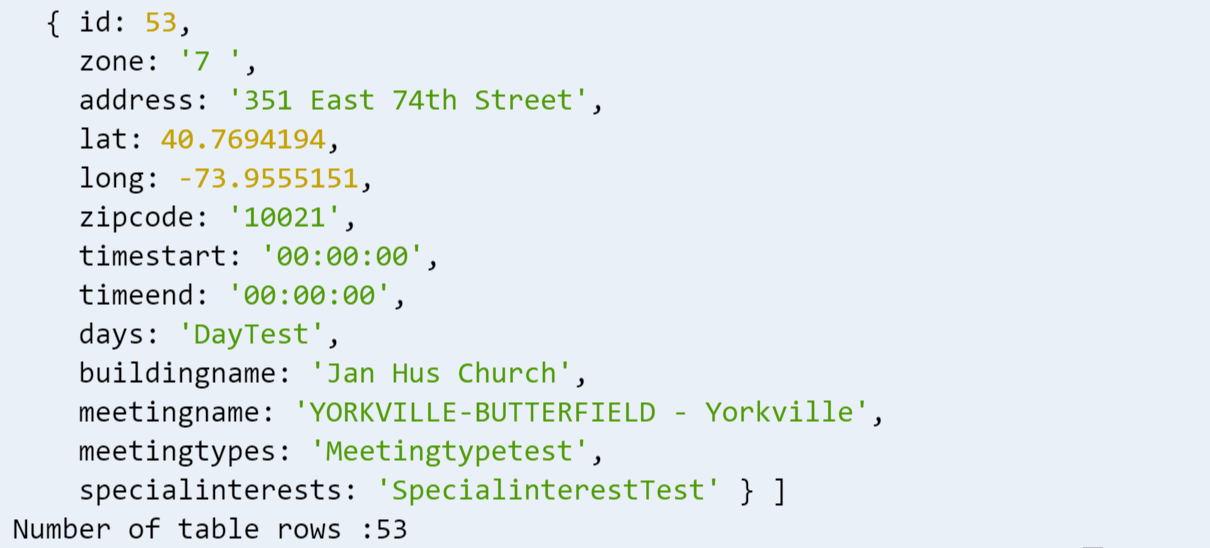 { id: 53,
zone: '7 ',
address: '351 East 74th Street',
lat: 40.7694194,
long: -73.9555151,
zipcode: '10021',
timestart: '00:00:00',
timeend: '00:00:00',
days: 'DayTest',
buildingname: 'Jan Hus Church',
meetingname: 'YORKVILLE-BUTTERFIELD - Yorkville',
meetingtypes: 'Meetingtypetest',
specialinterests: 'SpecialinterestTest' } ]
Number of table rows :53